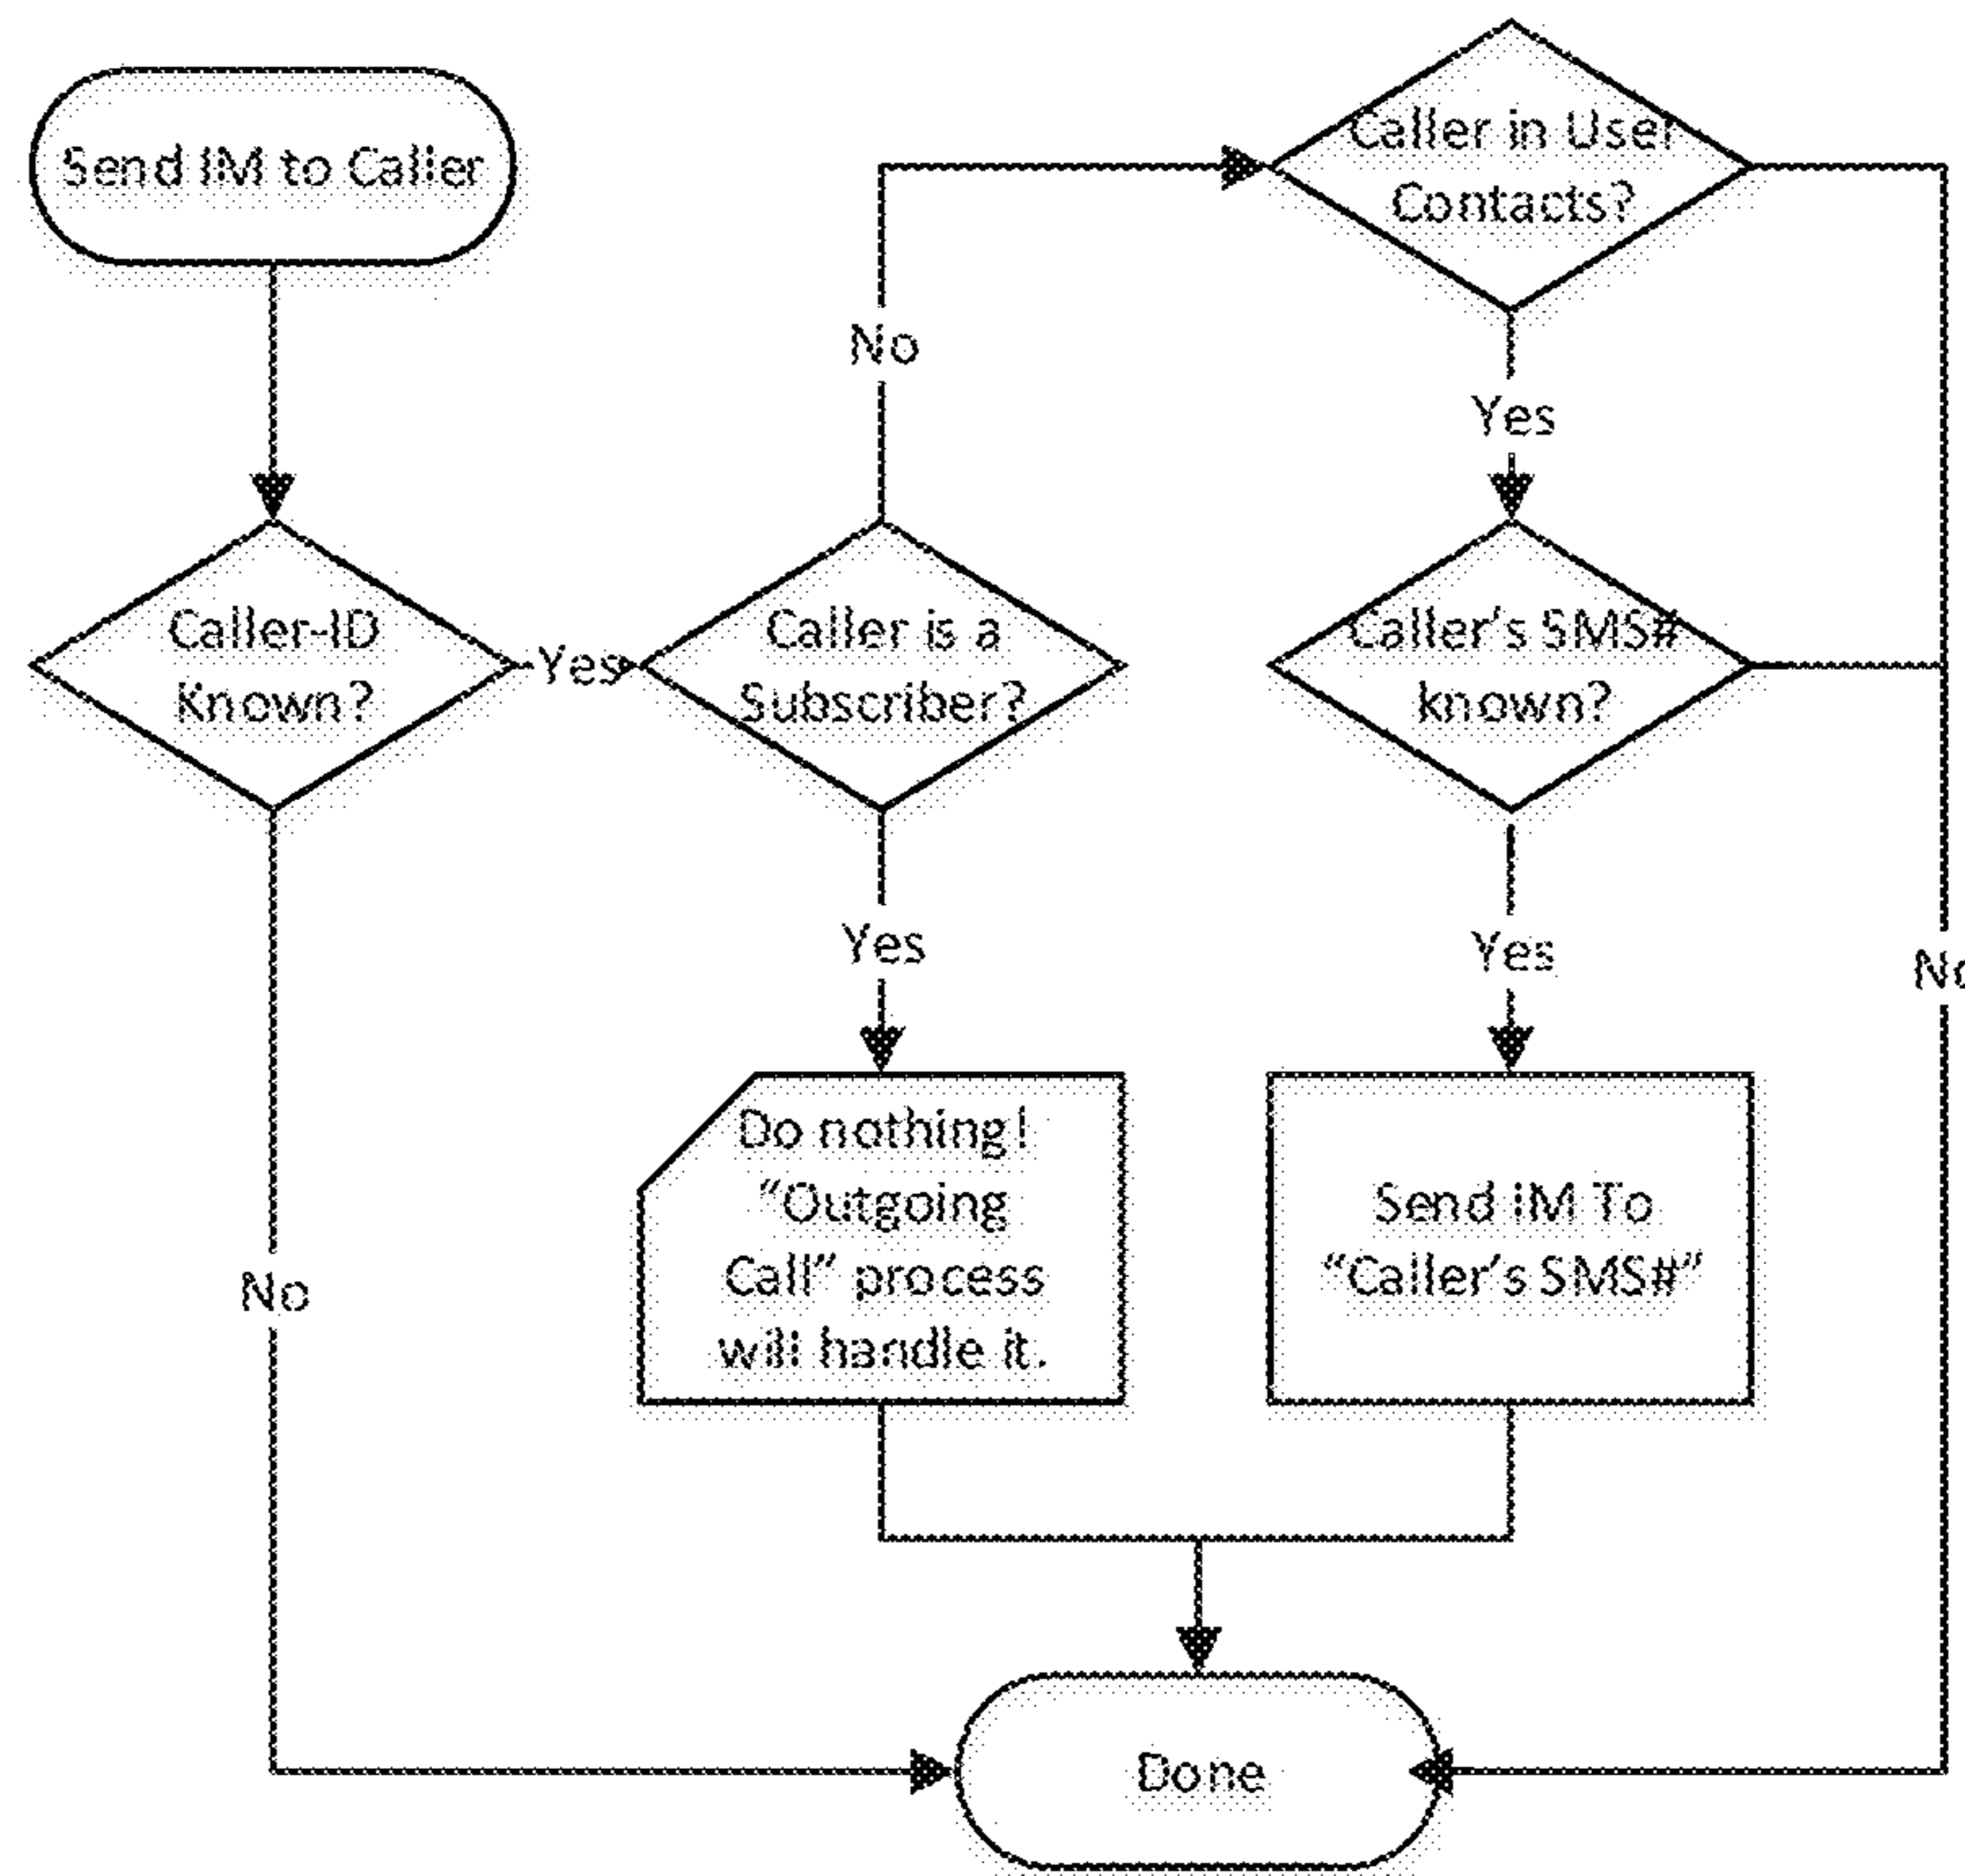 Send IM to Caller
Caller-ID
Known?
Yes
No
Caller is a
Subscriber?
No
Yes
Do nothing!
“Outgoing
Call” process
will handle it.
Caller in User
Contacts?
Yes
Caller’s SMS#
known?
Yes
No
Send IM To
“Caller’s SMS#”
Done